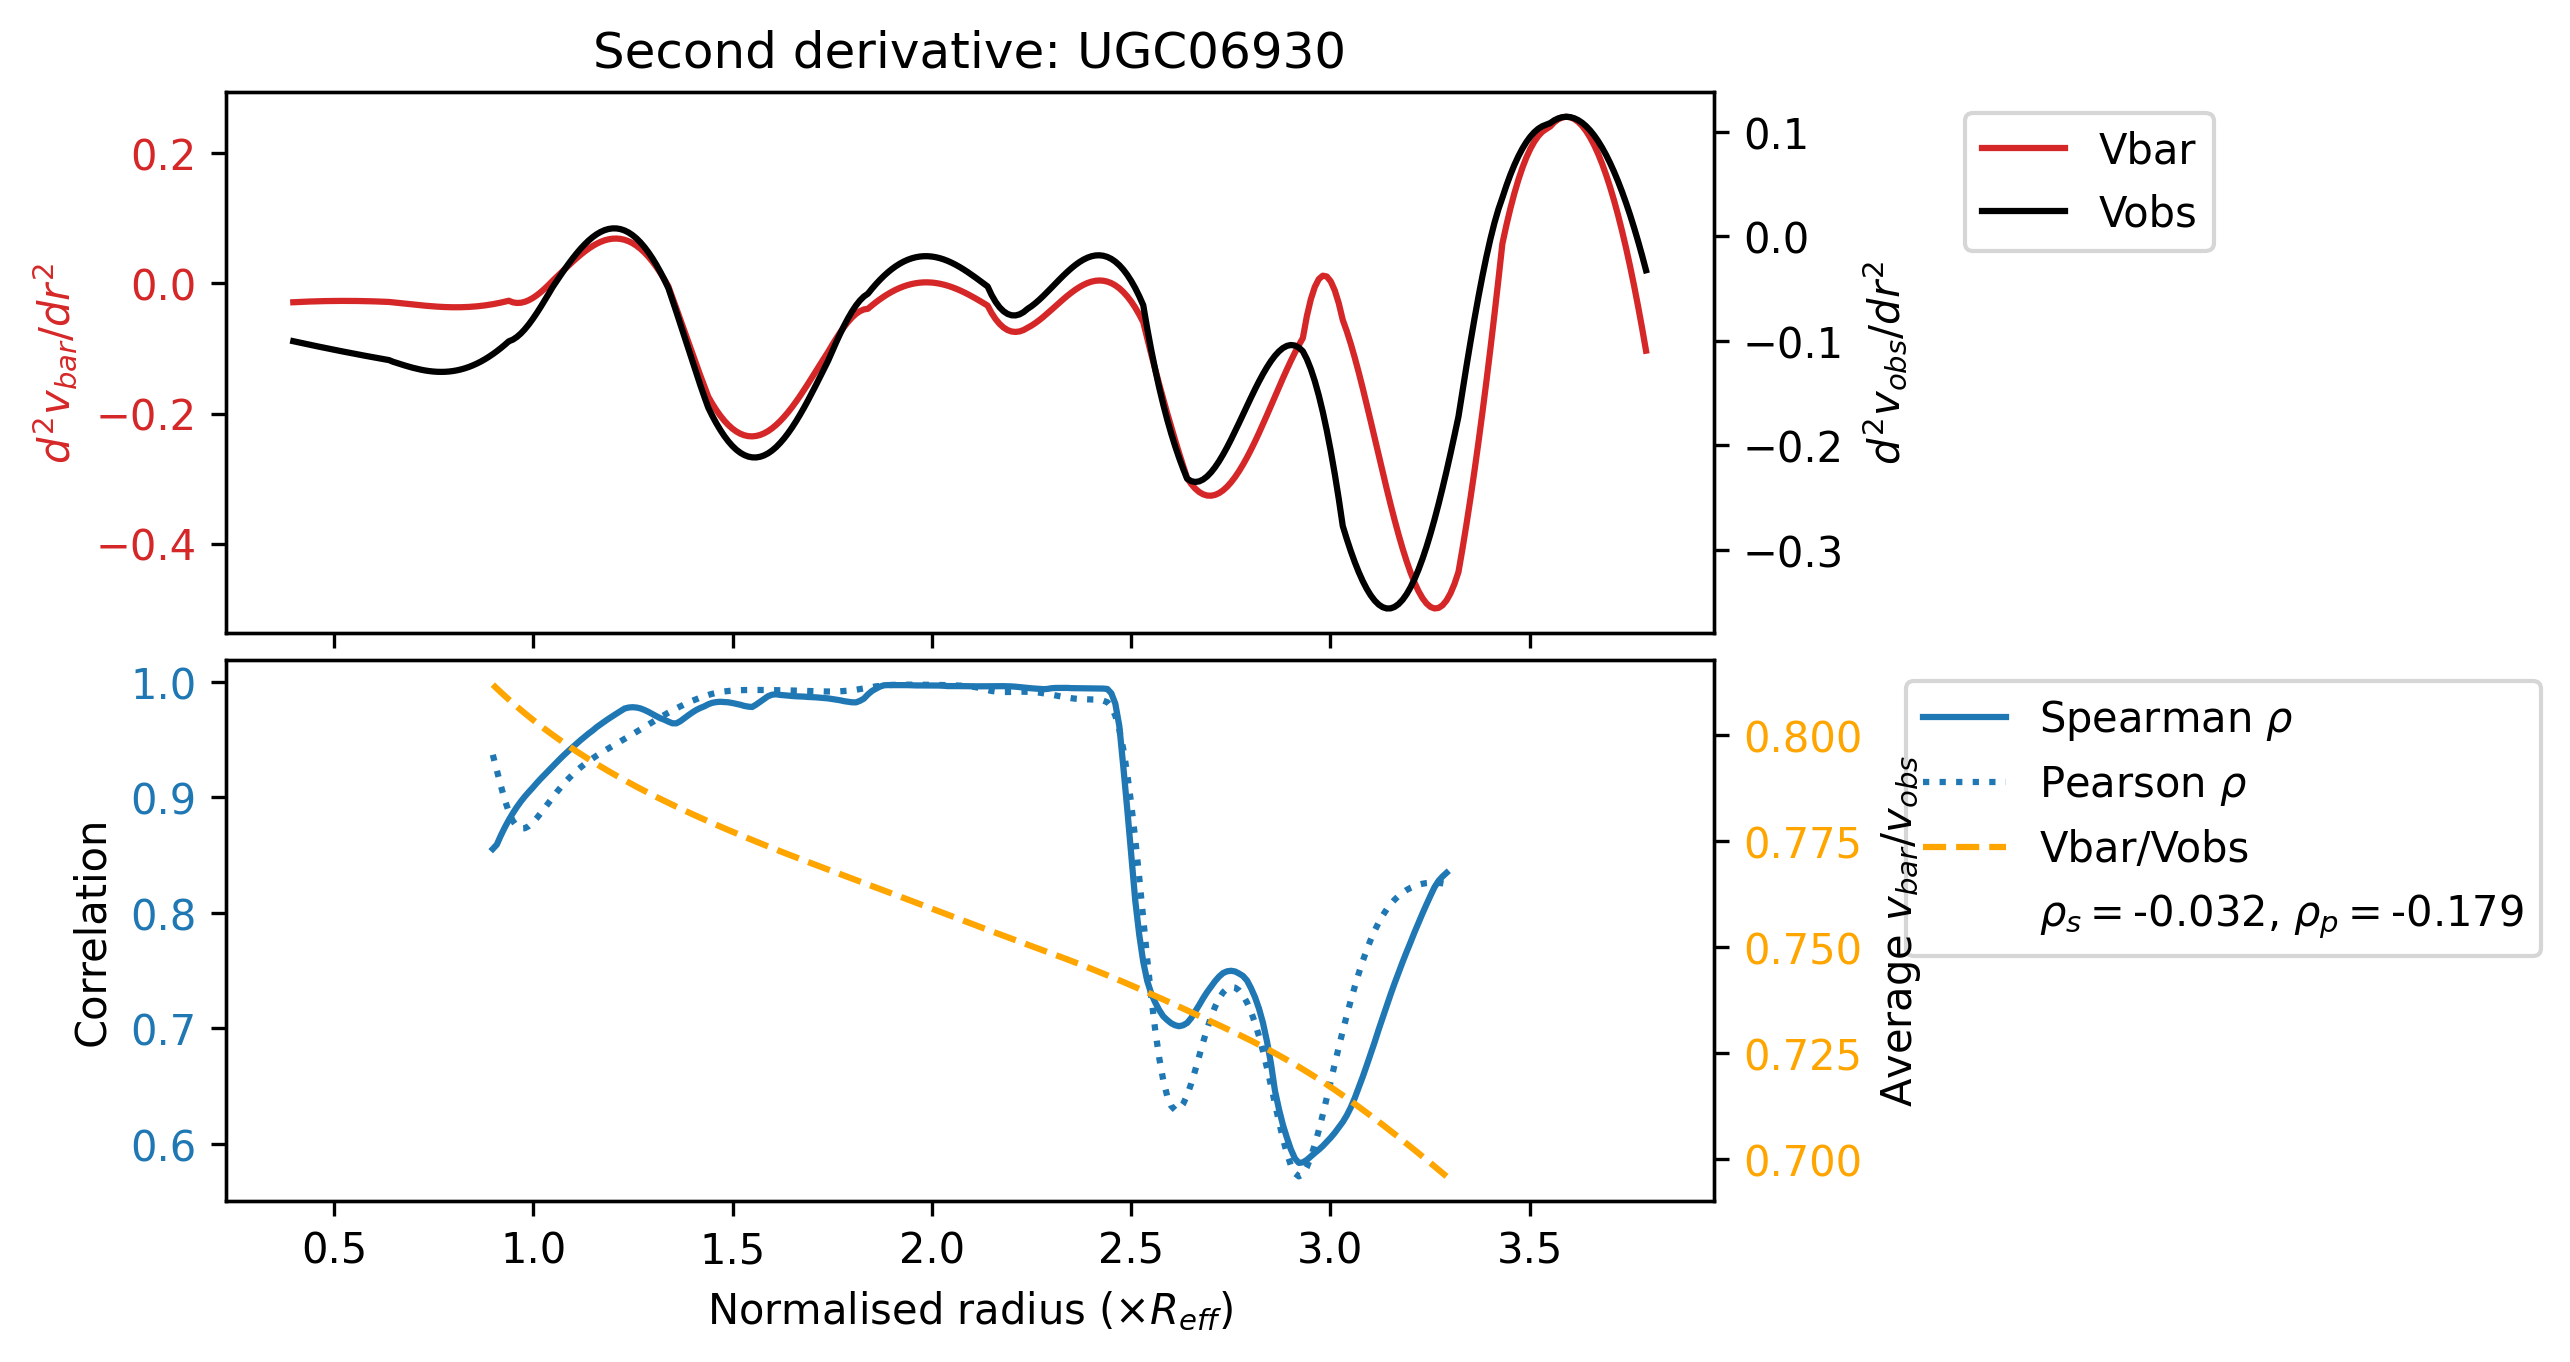 Second derivative: UGC06930
d²v_bar/dr²
0.2
0.0
−0.2
−0.4
0.1
0.0
−0.1
−0.2
−0.3
d²v_obs/dr²
Vbar
Vobs
Correlation
1.0
0.9
0.8
0.7
0.6
0.800
0.775
0.750
0.725
0.700
Average v_bar/v_obs
Spearman ρ
Pearson ρ
Vbar/Vobs
ρ_s = -0.032, ρ_p = -0.179
0.5 1.0 1.5 2.0 2.5 3.0 3.5
Normalised radius (×R_eff)